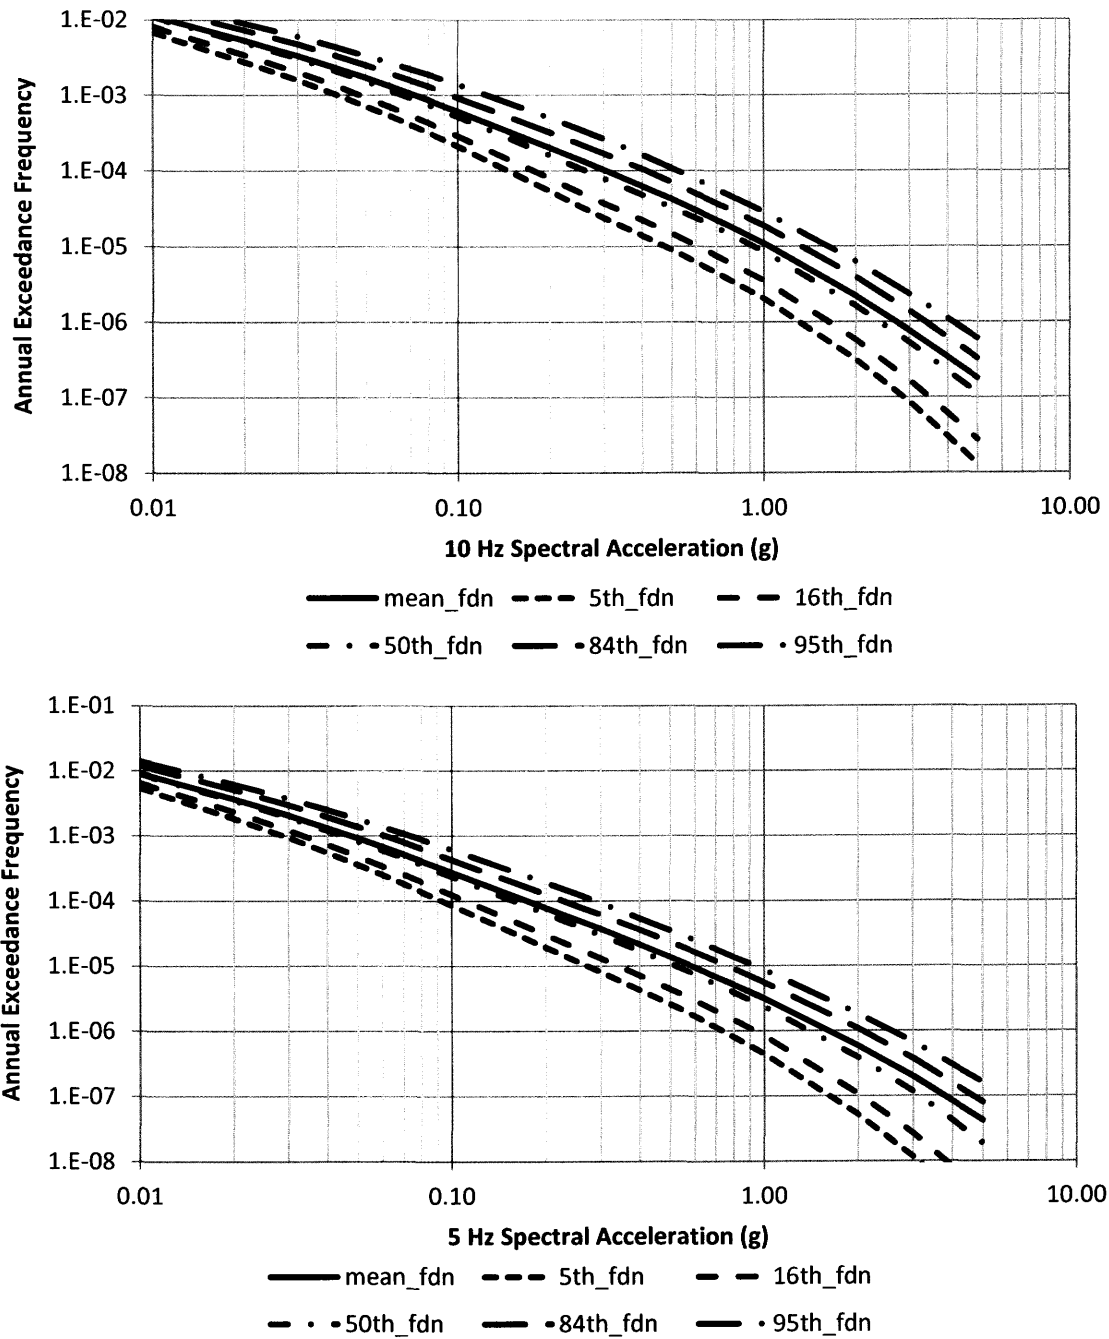 1.E-02
1.E-03
1.E-04
1.E-05
1.E-06
1.E-07
1.E-08
Annual Exceedance Frequency
0.01 0.10 1.00 10.00
10 Hz Spectral Acceleration (g)
mean_fdn 5th_fdn 16th_fdn
50th_fdn 84th_fdn 95th_fdn
1.E-01
1.E-02
1.E-03
1.E-04
1.E-05
1.E-06
1.E-07
1.E-08
Annual Exceedance Frequency
0.01 0.10 1.00 10.00
5 Hz Spectral Acceleration (g)
mean_fdn 5th_fdn 16th_fdn
50th_fdn 84th_fdn 95th_fdn